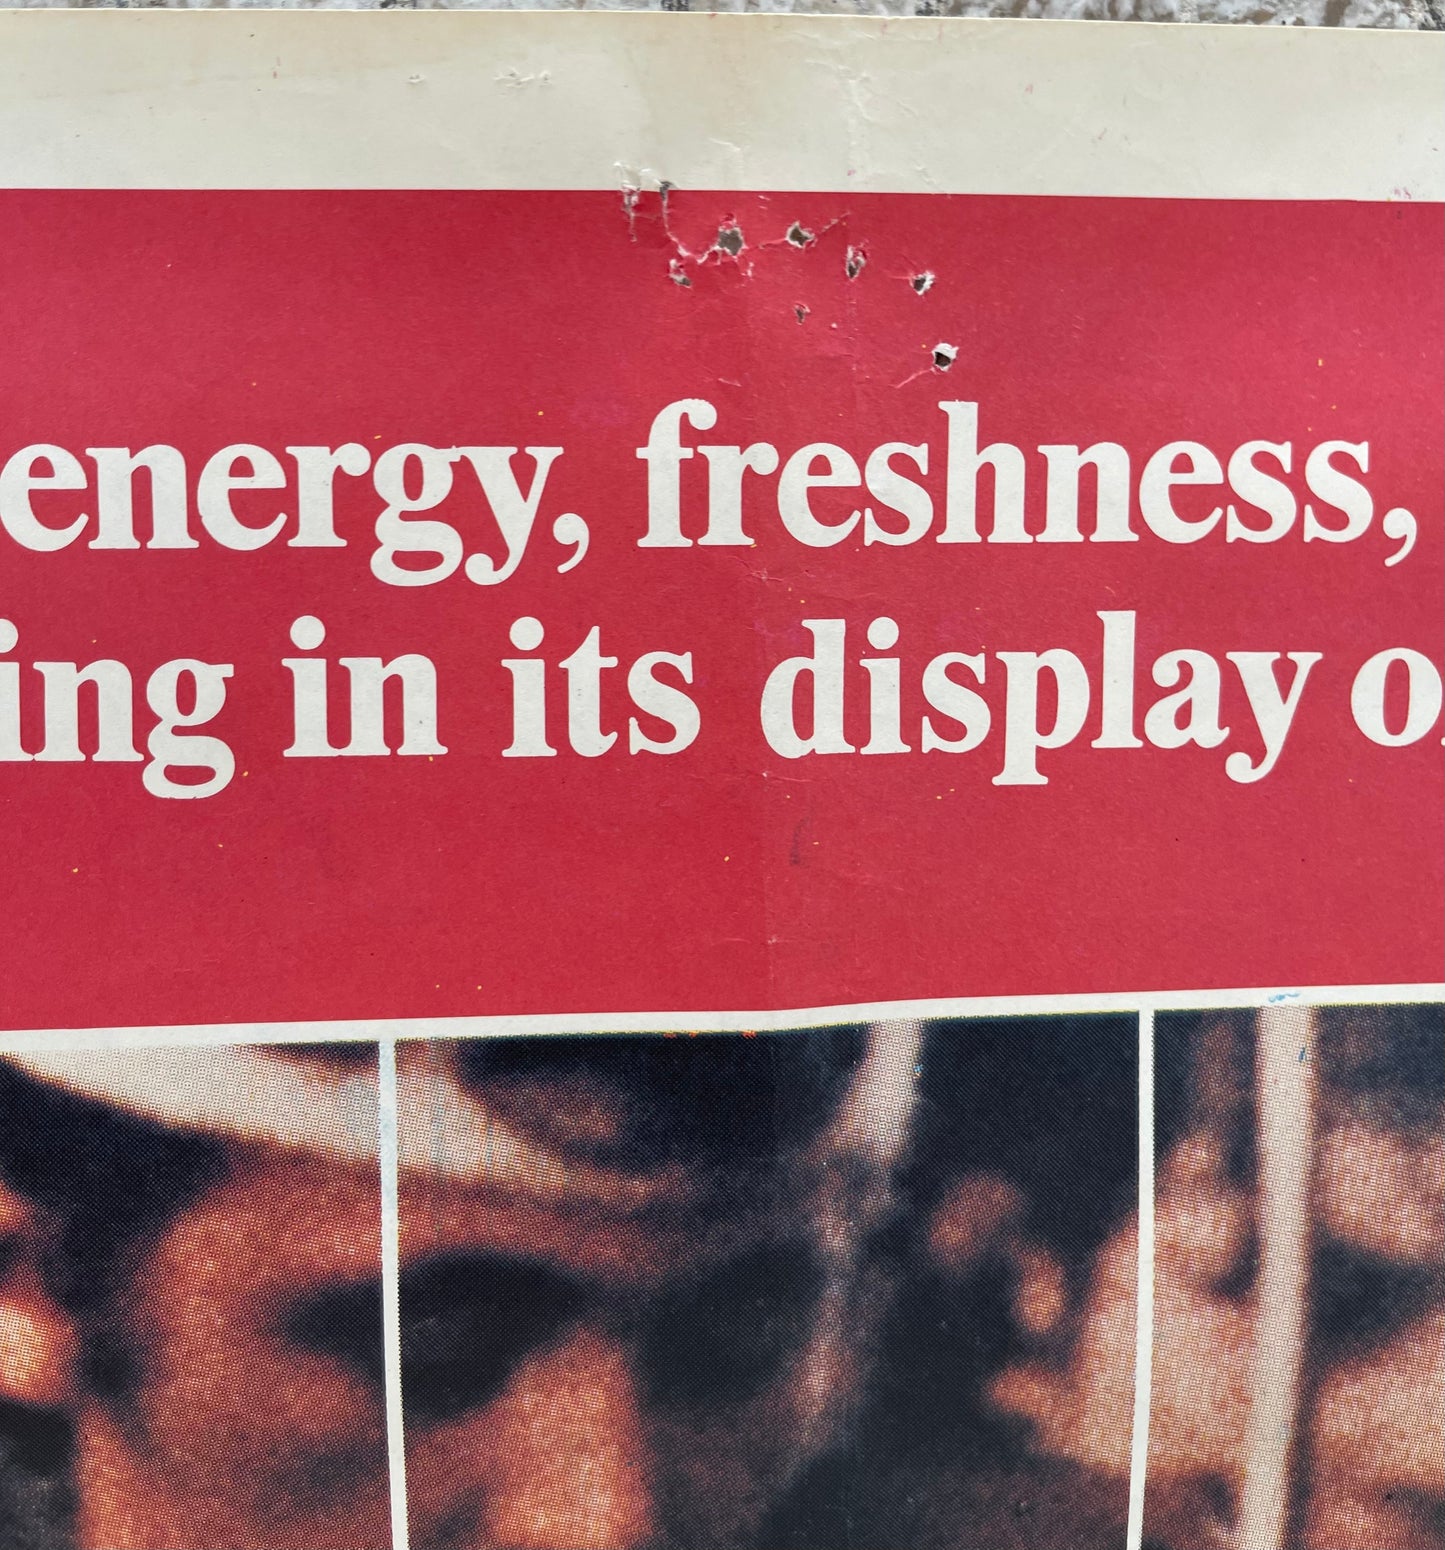 energy, freshness,
ing in its display o